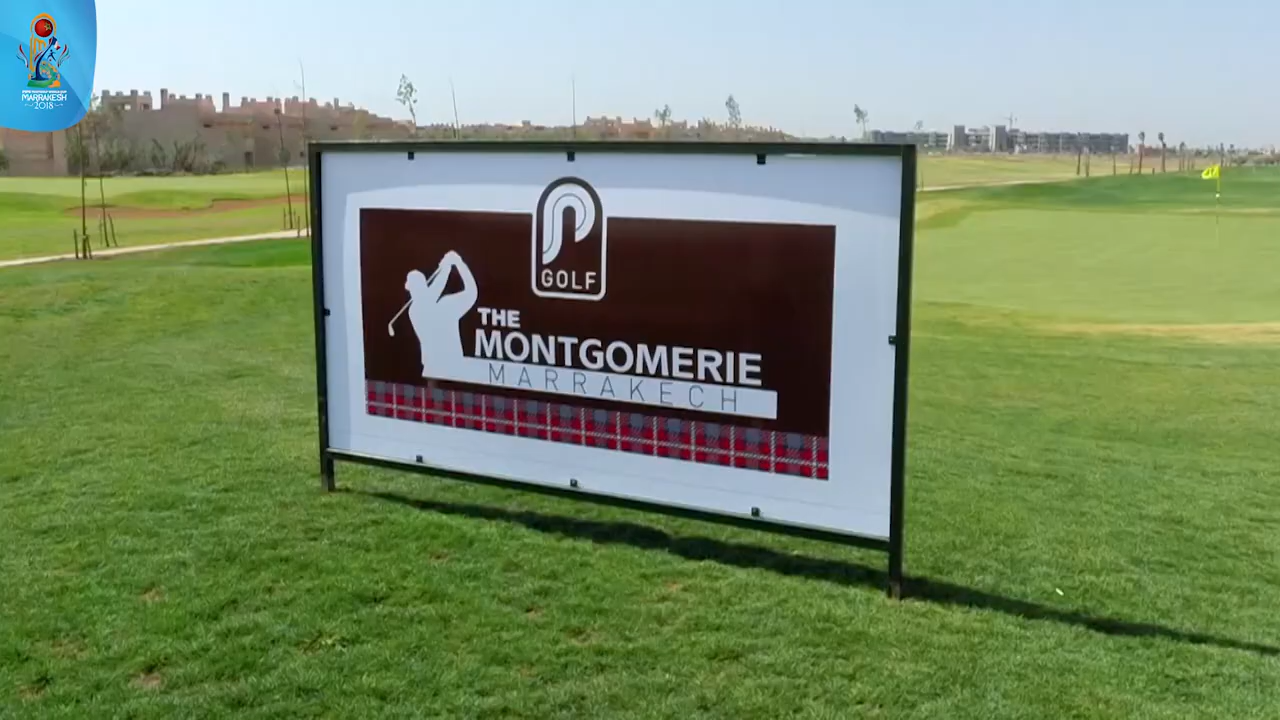 MARRAKESH
2018
GOLF
THE
MONTGOMERIE
MARRAKECH